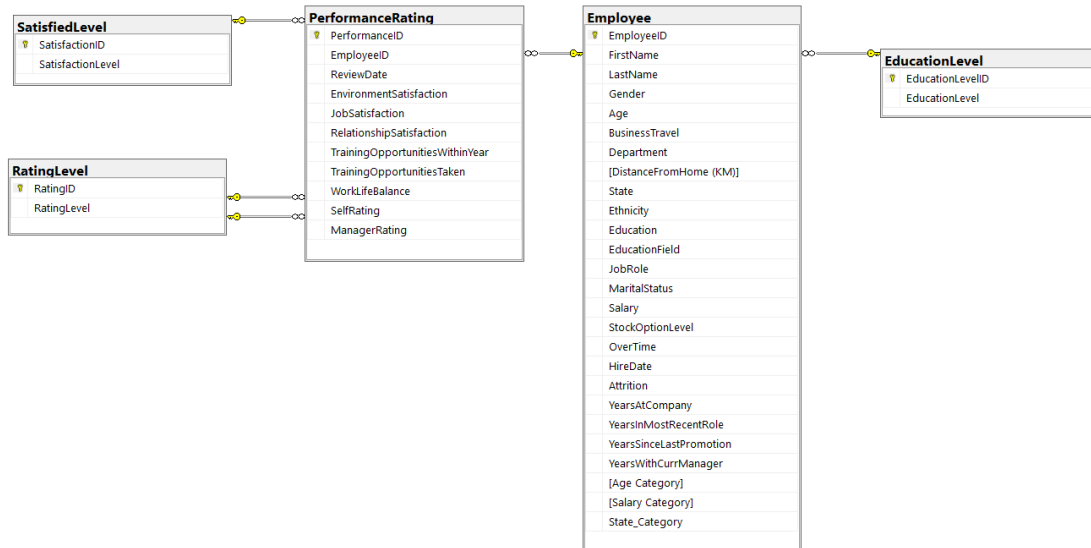 SatisfiedLevel
SatisfactionID
SatisfactionLevel
RatingLevel
RatingID
RatingLevel
PerformanceRating
PerformanceID
EmployeeID
ReviewDate
EnvironmentSatisfaction
JobSatisfaction
RelationshipSatisfaction
TrainingOpportunitiesWithinYear
TrainingOpportunitiesTaken
WorkLifeBalance
SelfRating
ManagerRating
Employee
EmployeeID
FirstName
LastName
Gender
Age
BusinessTravel
Department
[DistanceFromHome (KM)]
State
Ethnicity
Education
EducationField
JobRole
MaritalStatus
Salary
StockOptionLevel
OverTime
HireDate
Attrition
YearsAtCompany
YearsInMostRecentRole
YearsSinceLastPromotion
YearsWithCurrManager
[Age Category]
[Salary Category]
State_Category
EducationLevel
EducationLevelID
EducationLevel